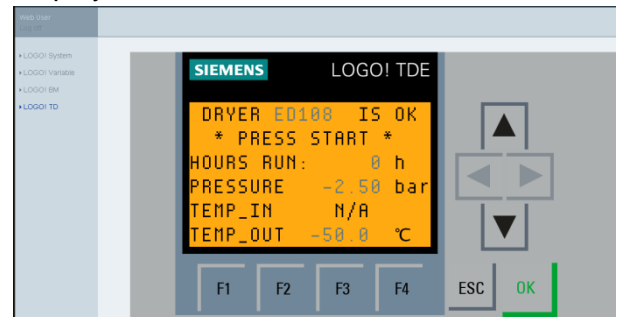 Web User
LOGO! System
LOGO! Variable
LOGO! BM
LOGO! TD
SIEMENS LOGO! TDE
DRYER ED108 IS OK
* PRESS START *
HOURS RUN: 0 h
PRESSURE -2.50 bar
TEMP_IN N/A
TEMP_OUT -50.0 ℃
F1 F2 F3 F4 ESC OK